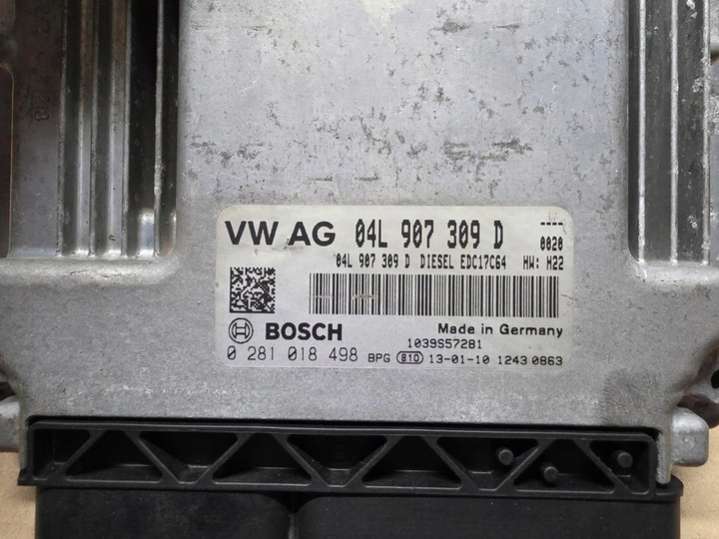 VW AG 04L 907 309 D ----
0020
04L 907 309 D DIESEL EDC17C64 HW: H22
BOSCH Made in Germany
1039S57281
0 281 018 498 BPG 810 13-01-10 1243 0863